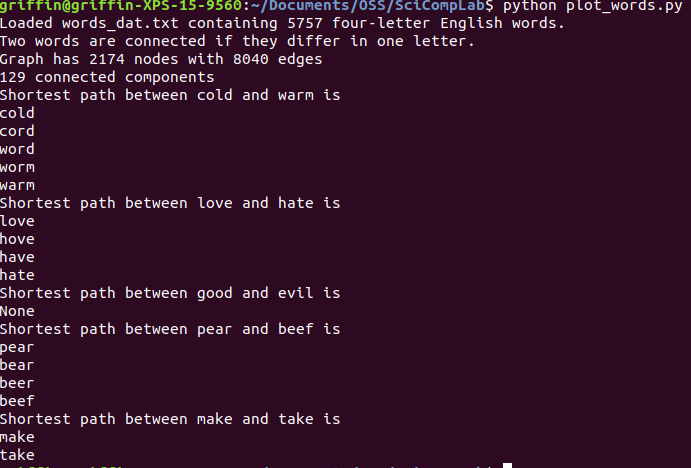 griffin@griffin-XPS-15-9560:~/Documents/OSS/SciCompLab$ python plot_words.py
Loaded words_dat.txt containing 5757 four-letter English words.
Two words are connected if they differ in one letter.
Graph has 2174 nodes with 8040 edges
129 connected components
Shortest path between cold and warm is
cold
cord
word
worm
warm
Shortest path between love and hate is
love
hove
have
hate
Shortest path between good and evil is
None
Shortest path between pear and beef is
pear
bear
beer
beef
Shortest path between make and take is
make
take